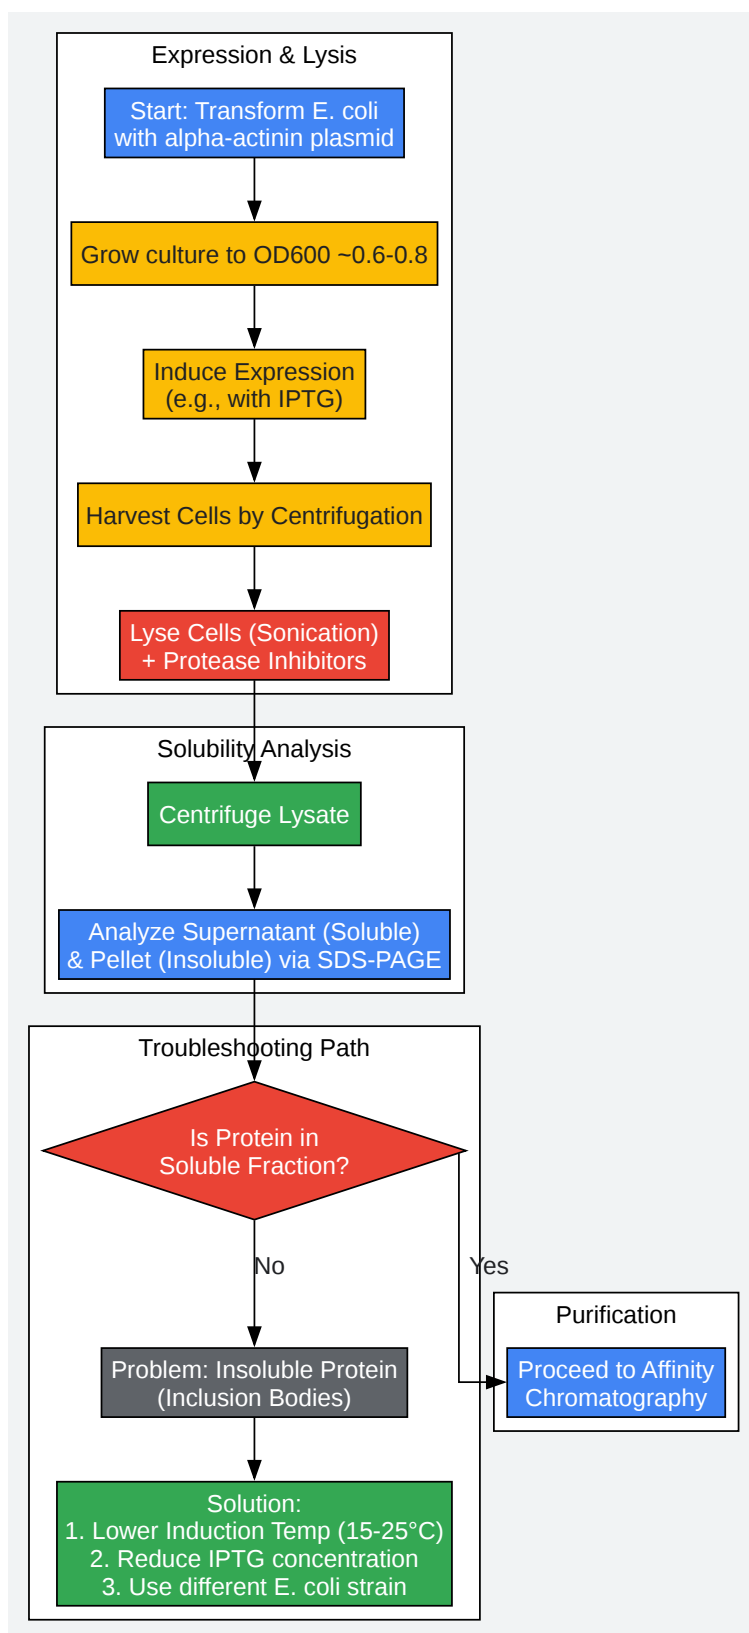 Expression & Lysis
Start: Transform E. coli
with alpha-actinin plasmid
Grow culture to OD600 ~0.6-0.8
Induce Expression
(e.g., with IPTG)
Harvest Cells by Centrifugation
Lyse Cells (Sonication)
+ Protease Inhibitors
Solubility Analysis
Centrifuge Lysate
Analyze Supernatant (Soluble)
& Pellet (Insoluble) via SDS-PAGE
Troubleshooting Path
Is Protein in
Soluble Fraction?
No
Yes
Purification
Proceed to Affinity
Chromatography
Problem: Insoluble Protein
(Inclusion Bodies)
Solution:
1. Lower Induction Temp (15-25°C)
2. Reduce IPTG concentration
3. Use different E. coli strain